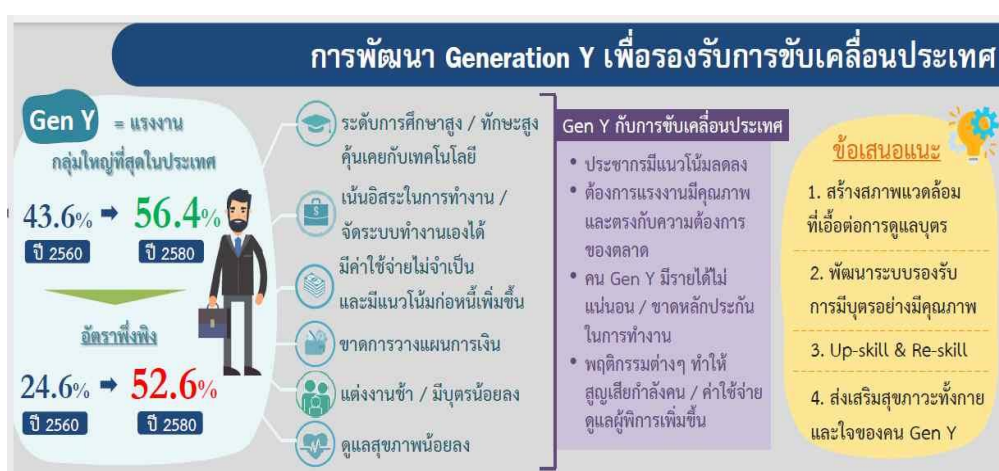 การพัฒนา Generation Y เพื่อรองรับการขับเคลื่อนประเทศ
Gen Y = แรงงาน
กลุ่มใหญ่ที่สุดในประเทศ
43.6% ➡ 56.4%
ปี 2560 ปี 2580
อัตราพึ่งพิง
24.6% ➡ 52.6%
ปี 2560 ปี 2580
ระดับการศึกษาสูง / ทักษะสูง
คุ้นเคยกับเทคโนโลยี
เน้นอิสระในการทำงาน /
จัดระบบทำงานเองได้
มีค่าใช้จ่ายไม่จำเป็น
และมีแนวโน้มก่อหนี้เพิ่มขึ้น
ขาดการวางแผนการเงิน
แต่งงานช้า / มีบุตรน้อยลง
ดูแลสุขภาพน้อยลง
Gen Y กับการขับเคลื่อนประเทศ
• ประชากรมีแนวโน้มลดลง
• ต้องการแรงงานมีคุณภาพ
และตรงกับความต้องการ
ของตลาด
• คน Gen Y มีรายได้ไม่
แน่นอน / ขาดหลักประกัน
ในการทำงาน
• พฤติกรรมต่างๆ ทำให้
สูญเสียกำลังคน / ค่าใช้จ่าย
ดูแลผู้พิการเพิ่มขึ้น
ข้อเสนอแนะ
1. สร้างสภาพแวดล้อม
ที่เอื้อต่อการดูแลบุตร
2. พัฒนาระบบรองรับ
การมีบุตรอย่างมีคุณภาพ
3. Up-skill & Re-skill
4. ส่งเสริมสุขภาวะทั้งกาย
และใจของคน Gen Y